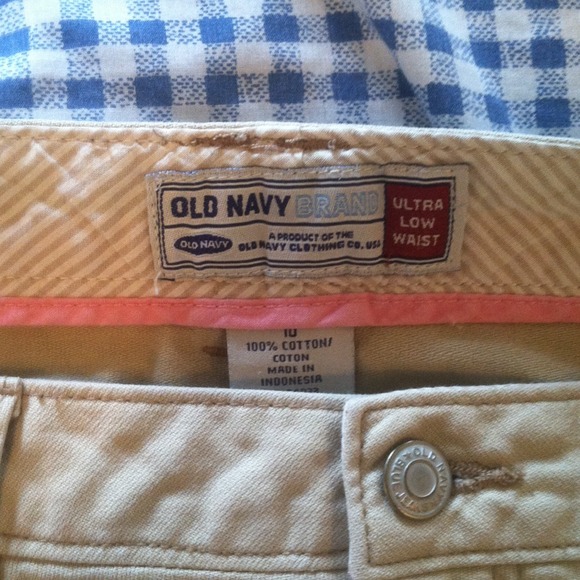 OLD NAVY BRAND
OLD NAVY
A PRODUCT OF THE
OLD NAVY CLOTHING CO. USA
ULTRA
LOW
WAIST
10
100% COTTON/
COTON
MADE IN
INDONESIA
OLD NAVY